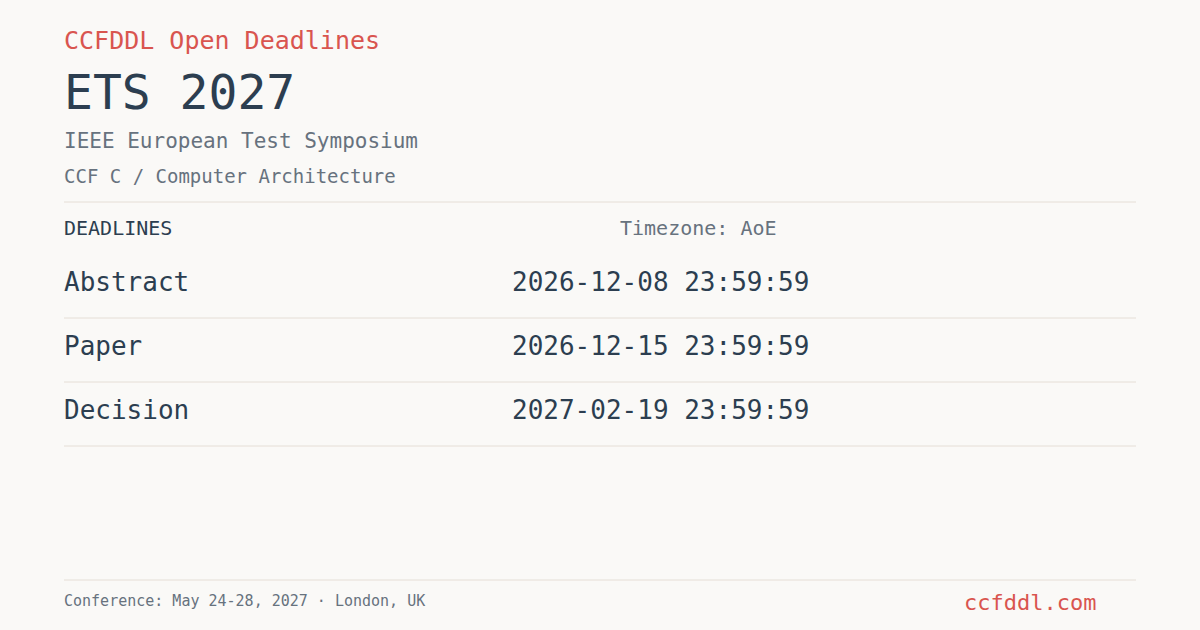 CCFDDL Open Deadlines
ETS 2027
IEEE European Test Symposium
CCF C / Computer Architecture
DEADLINES Timezone: AoE
Abstract 2026-12-08 23:59:59
Paper 2026-12-15 23:59:59
Decision 2027-02-19 23:59:59
Conference: May 24-28, 2027 · London, UK ccfddl.com